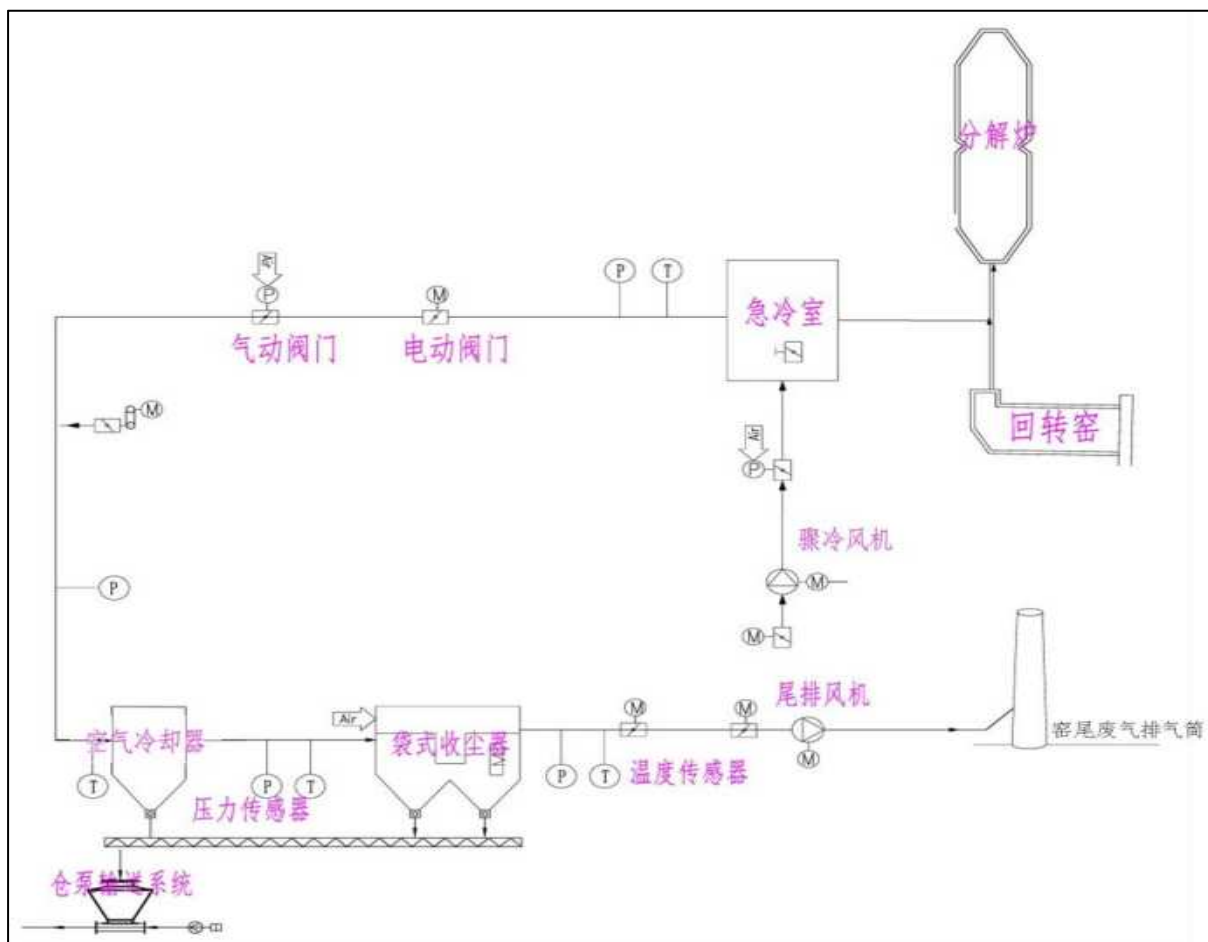 分解炉
Air
P
M
P
T
急冷室
气动阀门
电动阀门
M
回转窑
Air
P
骤冷风机
P
M
M
尾排风机
Air
M
M
空气冷却器
袋式收尘器
M
窑尾废气排气筒
T
P
T
P
T
温度传感器
M
压力传感器
仓泵输送系统